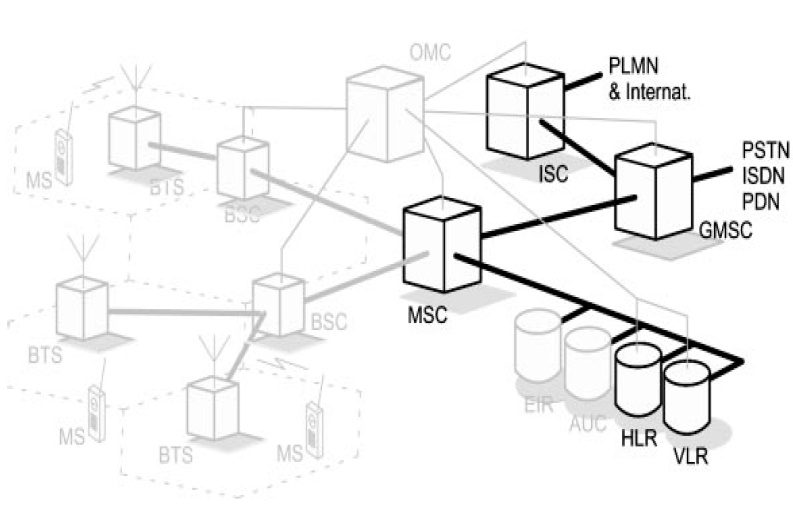 OMC
PLMN
& Internat.
MS
BTS
BSC
ISC
PSTN
ISDN
PDN
GMSC
MSC
BSC
BTS
MS
BTS
MS
EIR
AUC
HLR
VLR